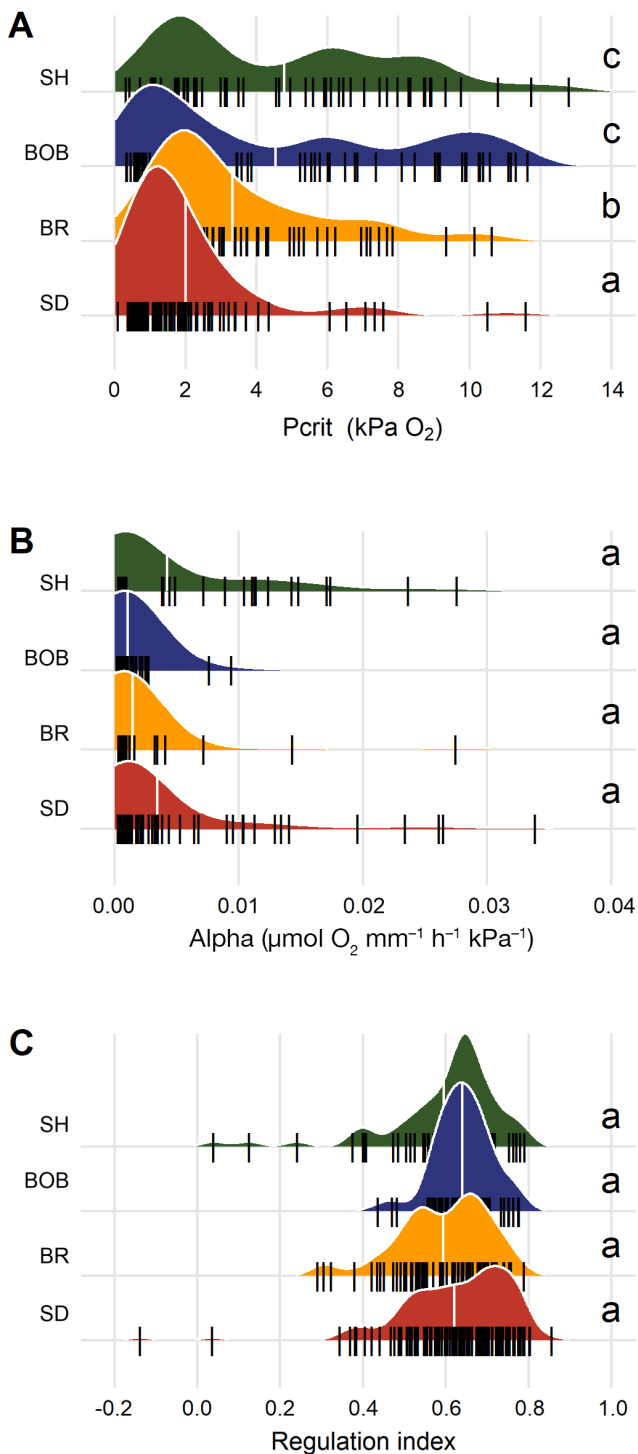 A
SH
c
BOB
c
BR
b
SD
a
0 2 4 6 8 10 12 14
Pcrit (kPa O₂)
B
SH
a
BOB
a
BR
a
SD
a
0.00 0.01 0.02 0.03 0.04
Alpha (µmol O₂ mm⁻¹ h⁻¹ kPa⁻¹)
C
SH
a
BOB
a
BR
a
SD
a
-0.2 0.0 0.2 0.4 0.6 0.8 1.0
Regulation index